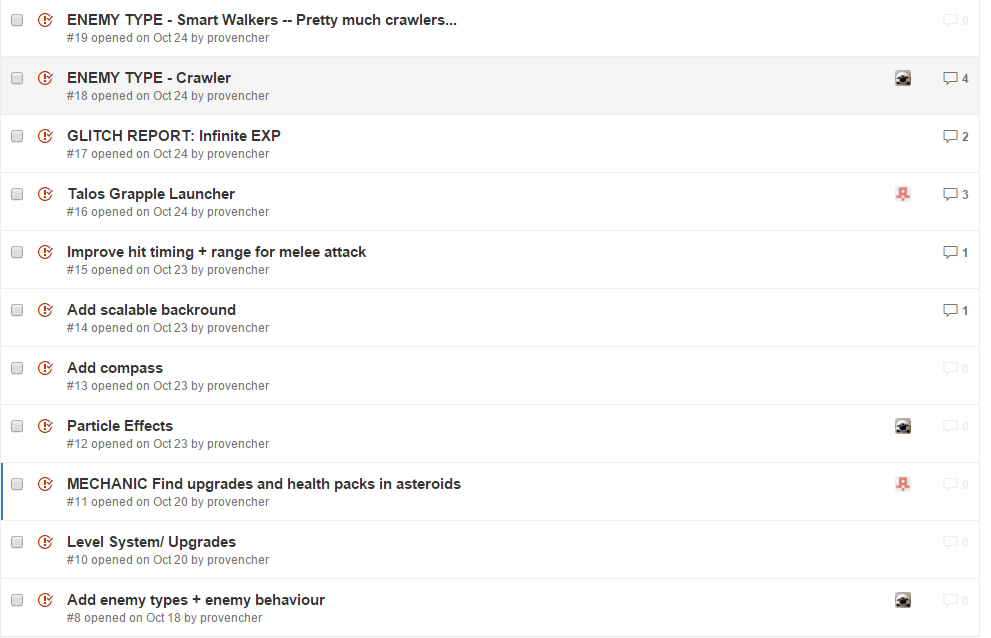 ENEMY TYPE - Smart Walkers -- Pretty much crawlers...
0
#19 opened on Oct 24 by provencher
ENEMY TYPE - Crawler
4
#18 opened on Oct 24 by provencher
GLITCH REPORT: Infinite EXP
2
#17 opened on Oct 24 by provencher
Talos Grapple Launcher
3
#16 opened on Oct 24 by provencher
Improve hit timing + range for melee attack
1
#15 opened on Oct 23 by provencher
Add scalable backround
1
#14 opened on Oct 23 by provencher
Add compass
0
#13 opened on Oct 23 by provencher
Particle Effects
0
#12 opened on Oct 23 by provencher
MECHANIC Find upgrades and health packs in asteroids
0
#11 opened on Oct 20 by provencher
Level System/ Upgrades
0
#10 opened on Oct 20 by provencher
Add enemy types + enemy behaviour
0
#8 opened on Oct 18 by provencher